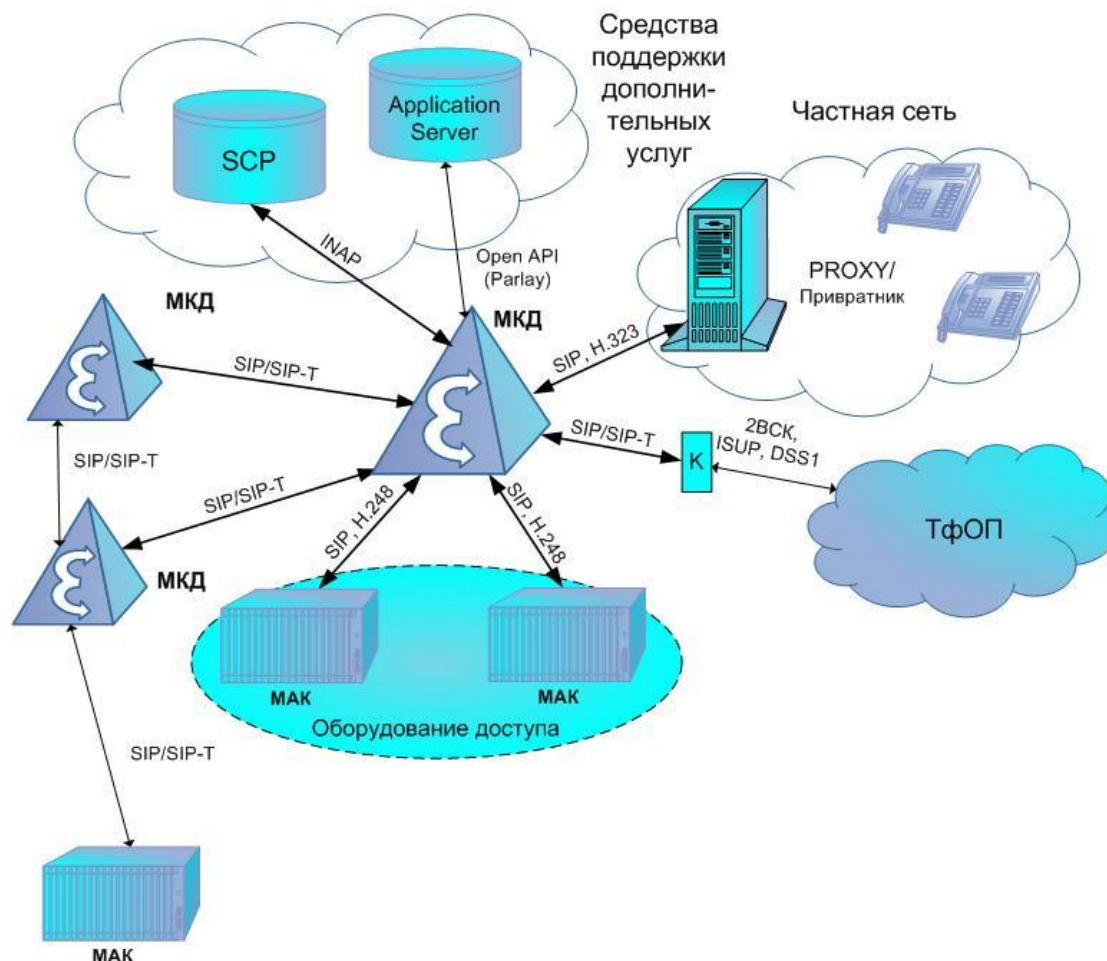 Средства
поддержки
дополни-
тельных
услуг
Application
Server
SCP
Частная сеть
INAP
Open API
(Parlay)
PROXY/
Привратник
МКД
МКД
SIP/SIP-T
SIP, H.323
SIP/SIP-T
2ВСК,
ISUP, DSS1
K
ТфОП
SIP/SIP-T
SIP/SIP-T
SIP, H.248
SIP, H.248
МКД
МАК
МАК
Оборудование доступа
SIP/SIP-T
МАК